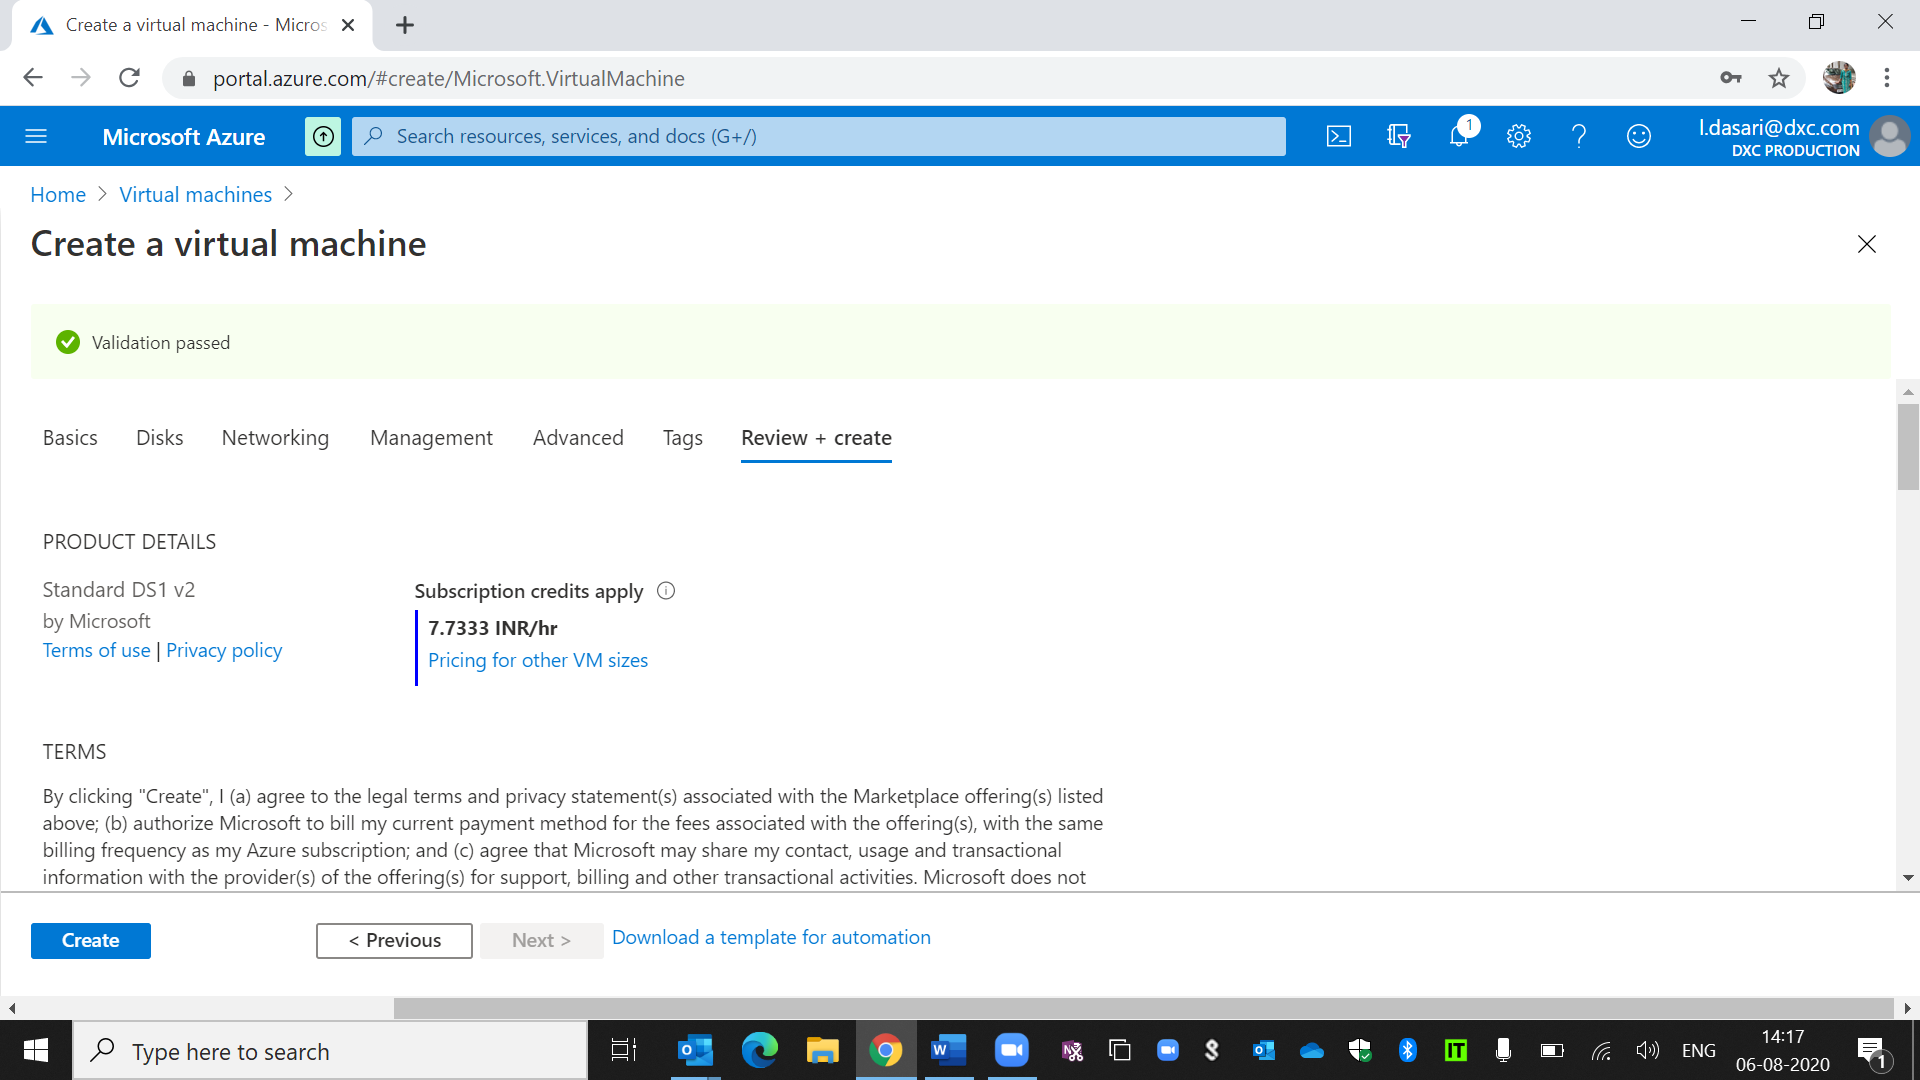 Create a virtual machine - Micros
portal.azure.com/#create/Microsoft.VirtualMachine
Microsoft Azure
Search resources, services, and docs (G+/)
1
l.dasari@dxc.com
DXC PRODUCTION
Home > Virtual machines >
Create a virtual machine
Validation passed
Basics Disks Networking Management Advanced Tags Review + create
PRODUCT DETAILS
Standard DS1 v2
by Microsoft
Terms of use | Privacy policy
Subscription credits apply
7.7333 INR/hr
Pricing for other VM sizes
TERMS
By clicking "Create", I (a) agree to the legal terms and privacy statement(s) associated with the Marketplace offering(s) listed
above; (b) authorize Microsoft to bill my current payment method for the fees associated with the offering(s), with the same
billing frequency as my Azure subscription; and (c) agree that Microsoft may share my contact, usage and transactional
information with the provider(s) of the offering(s) for support, billing and other transactional activities. Microsoft does not
Create < Previous Next > Download a template for automation
Type here to search
ENG
14:17
06-08-2020
1